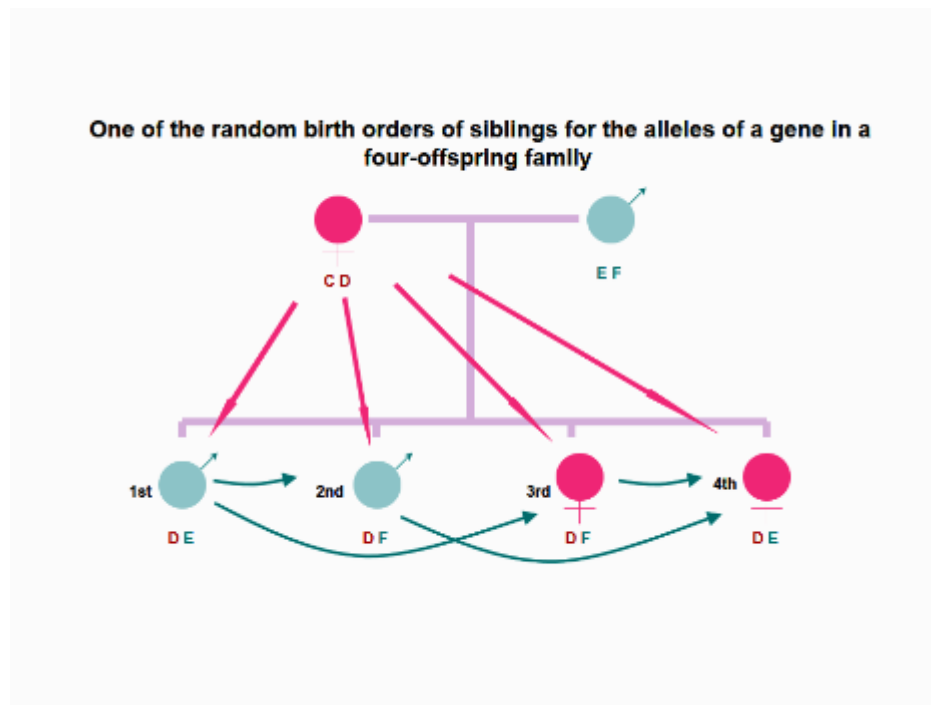 One of the random birth orders of siblings for the alleles of a gene in a
four-offspring family
C D
E F
1st
2nd
3rd
4th
D E
D F
D F
D E